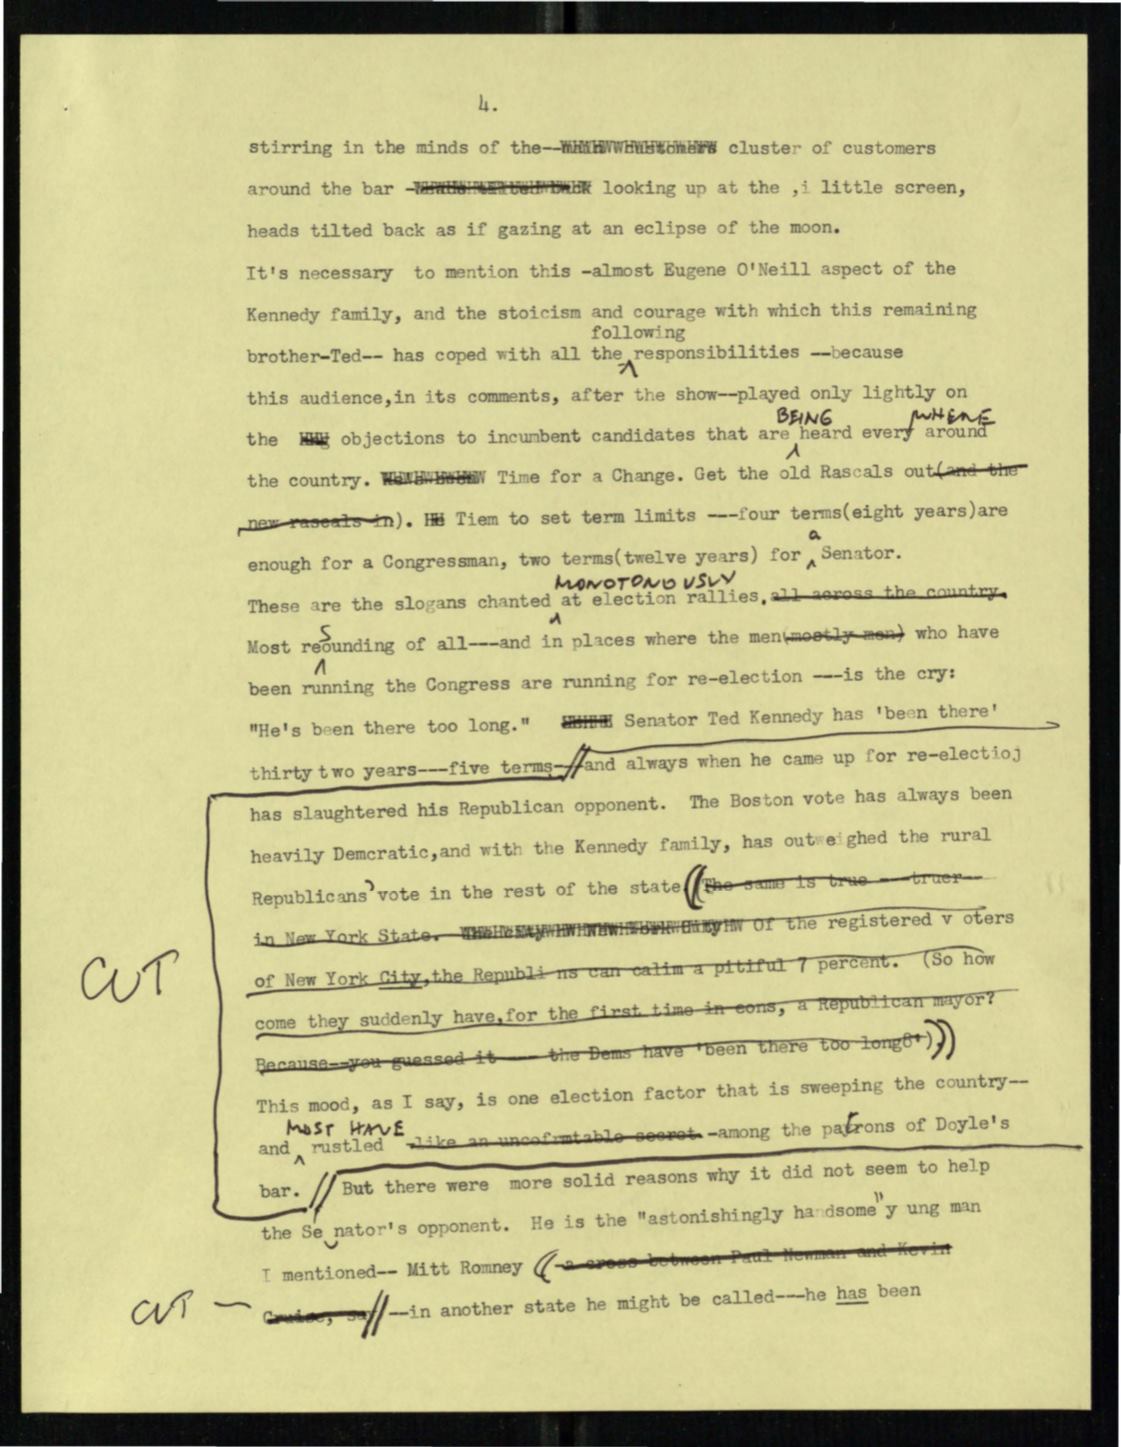 4.
stirring in the minds of the-- cluster of customers
around the bar - looking up at the ,i little screen,
heads tilted back as if gazing at an eclipse of the moon.
It's necessary to mention this -almost Eugene O'Neill aspect of the
Kennedy family, and the stoicism and courage with which this remaining
following
brother-Ted-- has coped with all the responsibilities --because
this audience,in its comments, after the show--played only lightly on
BEING WHERE
the objections to incumbent candidates that are heard every around
the country. Time for a Change. Get the old Rascals out(and the
new rascals in). Tiem to set term limits ---four terms(eight years)are
a
enough for a Congressman, two terms(twelve years) for Senator.
MONOTONOUSLY
These are the slogans chanted at election rallies, all across the country.
S
Most reounding of all---and in places where the men(mostly men) who have
been running the Congress are running for re-election ---is the cry:
"He's been there too long." Senator Ted Kennedy has 'been there'
thirty two years---five terms-//and always when he came up for re-electioj
has slaughtered his Republican opponent. The Boston vote has always been
heavily Demcratic,and with the Kennedy family, has outweighed the rural
Republicans' vote in the rest of the state ((The same is true ---truer--
in New York State. Of the registered v oters
of New York City,the Republi ns can calim a pitiful 7 percent. (So how
CUT
come they suddenly have,for the first time in eons, a Republican mayor?
Because--you guessed it --- the Dems have 'been there too long8').))
This mood, as I say, is one election factor that is sweeping the country--
MUST HAVE
and rustled -like an uncofrmtable secret. -among the patrons of Doyle's
bar. // But there were more solid reasons why it did not seem to help
the Se nator's opponent. He is the "astonishingly handsome" y ung man
I mentioned-- Mitt Romney ((-a cross between Paul Newman and Kevin
CUT -
Cruise, say// --in another state he might be called---he has been